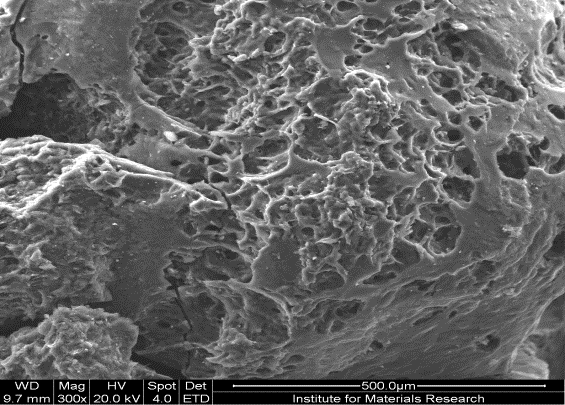 WD Mag HV Spot Det 500.0µm
9.7 mm 300x 20.0 kV 4.0 ETD Institute for Materials Research